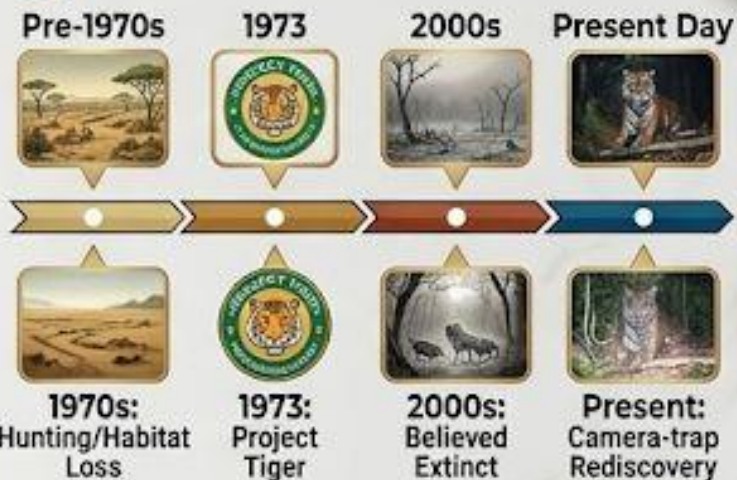 Pre-1970s
1973
2000s
Present Day
1970s:
Hunting/Habitat
Loss
1973:
Project
Tiger
2000s:
Believed
Extinct
Present:
Camera-trap
Rediscovery